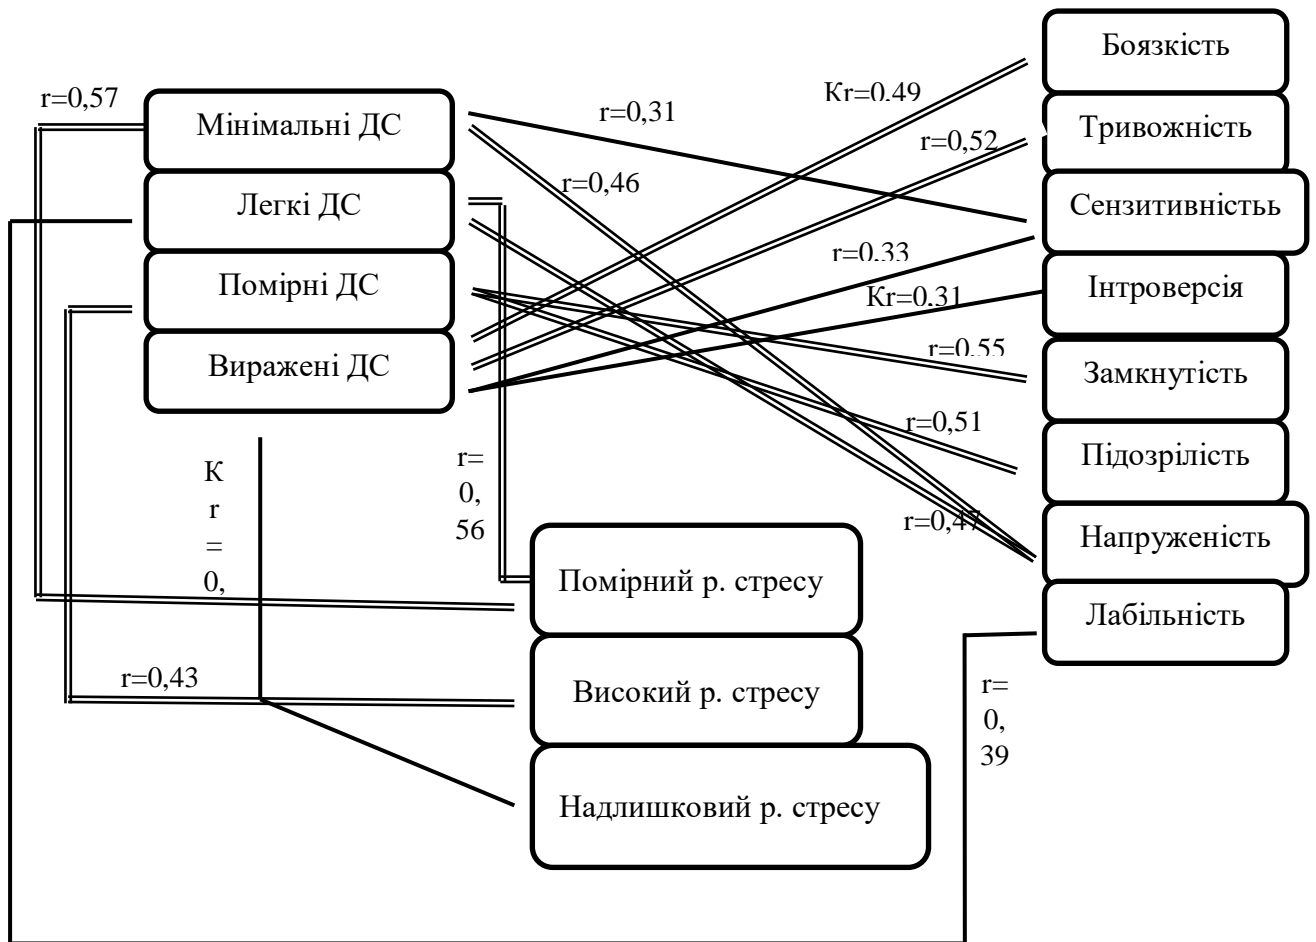 Боязкість
r=0,57
Кr=0,49
r=0,31
Мінімальні ДС
Тривожність
r=0,52
r=0,46
Легкі ДС
Сензитивністьь
r=0,33
Помірні ДС
Кr=0,31
Інтроверсія
r=0,55
Виражені ДС
Замкнутість
r=0,51
Підозрілість
К
r
=
0,
r=
0,
56
r=0,47
Напруженість
Помірний р. стресу
Лабільність
r=0,43
Високий р. стресу
r=
0,
39
Надлишковий р. стресу